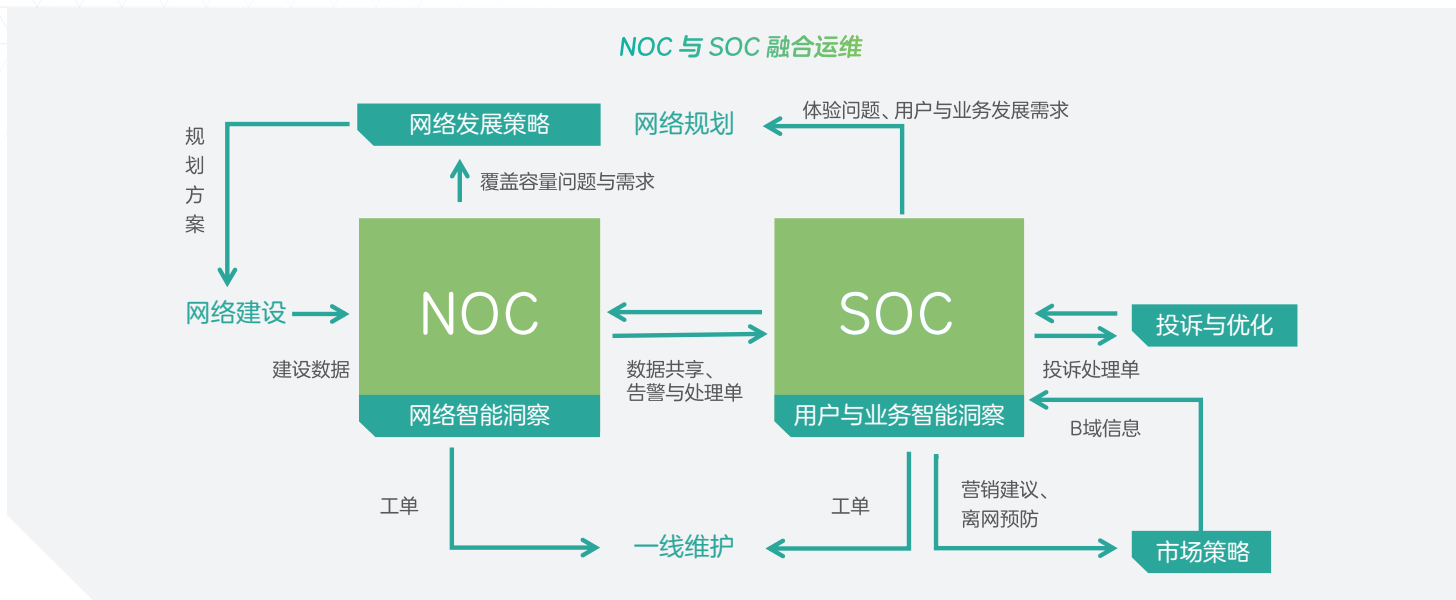 NOC 与 SOC 融合运维
体验问题、用户与业务发展需求
网络发展策略
网络规划
规
划
方
案
覆盖容量问题与需求
NOC
SOC
网络建设
投诉与优化
建设数据
数据共享、
告警与处理单
投诉处理单
网络智能洞察
用户与业务智能洞察
B域信息
工单
工单
营销建议、
离网预防
一线维护
市场策略